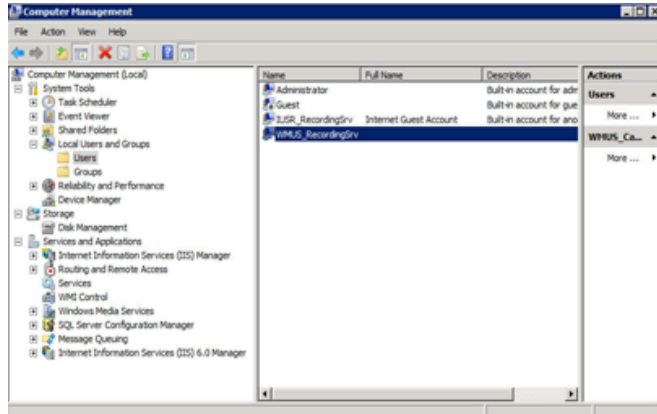 Computer Management
File Action View Help
Computer Management (Local)
System Tools
Task Scheduler
Event Viewer
Shared Folders
Local Users and Groups
Users
Groups
Reliability and Performance
Device Manager
Storage
Disk Management
Services and Applications
Internet Information Services (IIS) Manager
Routing and Remote Access
Services
WMI Control
Windows Media Services
SQL Server Configuration Manager
Message Queuing
Internet Information Services (IIS) 6.0 Manager
Name Full Name Description
Administrator Built-in account for adm
Guest Built-in account for gue
IUSR_RecordingSrv Internet Guest Account Built-in account for ano
WMUS_RecordingSrv
Actions
Users
More ...
WMUS_Ca...
More ...